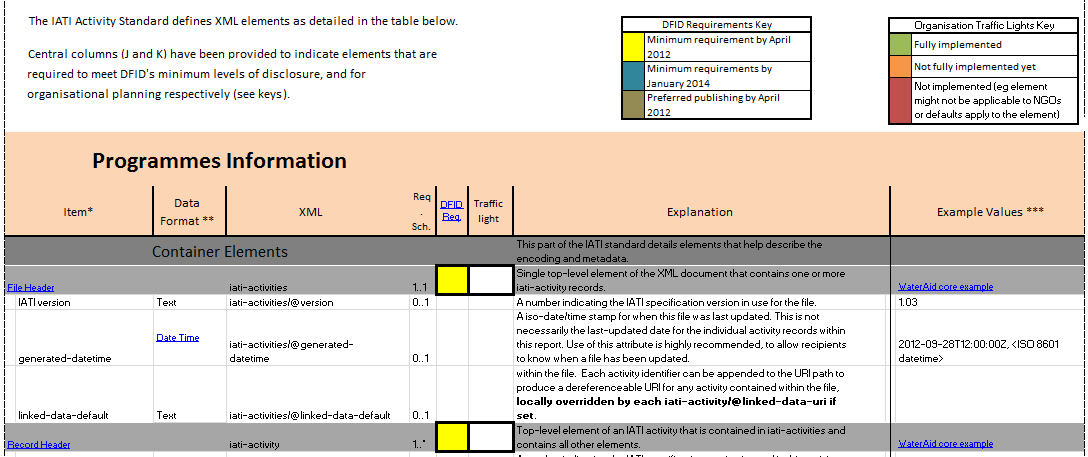 The IATI Activity Standard defines XML elements as detailed in the table below.
Central columns (J and K) have been provided to indicate elements that are
required to meet DFID's minimum levels of disclosure, and for
organisational planning respectively (see keys).
DFID Requirements Key
Minimum requirement by April
2012
Minimum requirements by
January 2014
Preferred publishing by April
2012
Organisation Traffic Lights Key
Fully implemented
Not fully implemented yet
Not implemented (eg element
might not be applicable to NGOs
or defaults apply to the element)
Programmes Information
Item*
Data
Format **
XML
Req
.
Sch.
DFID
Req.
Traffic
light
Explanation
Example Values ***
Container Elements
This part of the IATI standard details elements that help describe the
encoding and metadata.
File Header
iati-activities
1..1
Single top-level element of the XML document that contains one or more
iati-activity records.
WaterAid core example
IATI version
Text
iati-activities/@version
0..1
A number indicating the IATI specification version in use for the file.
1.03
generated-datetime
Date Time
iati-activities/@generated-
datetime
0..1
A iso-date/time stamp for when this file was last updated. This is not
necessarily the last-updated date for the individual activity records within
this report. Use of this attribute is highly recommended, to allow recipients
to know when a file has been updated.
2012-09-28T12:00:00Z, <ISO 8601
datetime>
linked-data-default
Text
iati-activities/@linked-data-default
0..1
within the file. Each activity identifier can be appended to the URI path to
produce a dereferenceable URI for any activity contained within the file,
locally overridden by each iati-activity/@linked-data-uri if
set.
Record Header
iati-activity
1..*
Top-level element of an IATI activity that is contained in iati-activities and
contains all other elements.
WaterAid core example